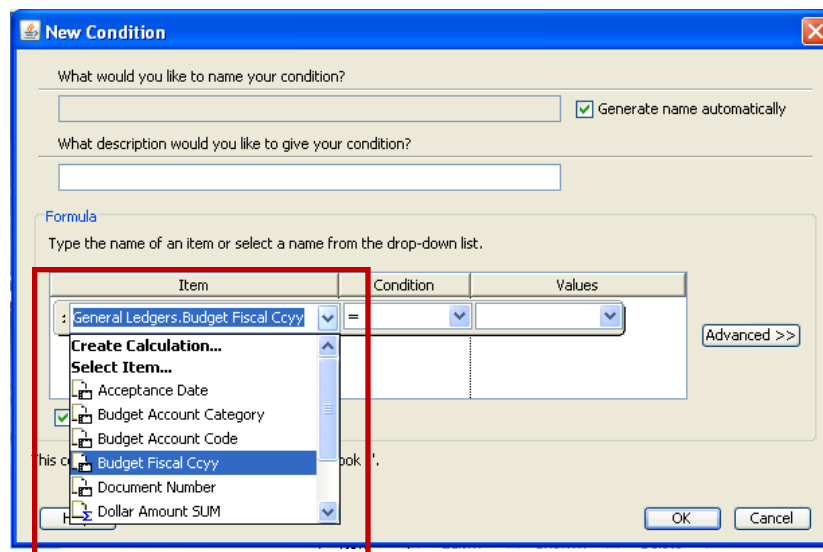 New Condition
What would you like to name your condition?
Generate name automatically
What description would you like to give your condition?
Formula
Type the name of an item or select a name from the drop-down list.
Item Condition Values
: General Ledgers.Budget Fiscal Ccyy =
Advanced >>
Create Calculation...
Select Item...
Acceptance Date
Budget Account Category
Budget Account Code
Budget Fiscal Ccyy
Document Number
Dollar Amount SUM
OK Cancel